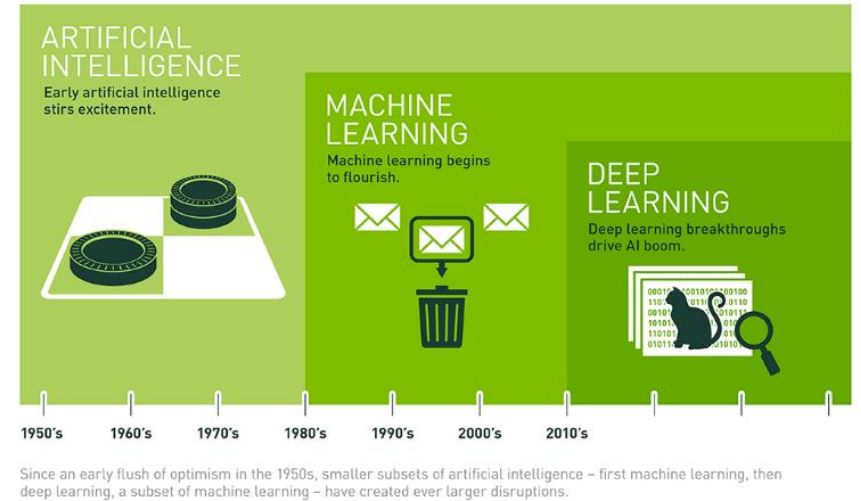 ARTIFICIAL
INTELLIGENCE
Early artificial intelligence
stirs excitement.
MACHINE
LEARNING
Machine learning begins
to flourish.
DEEP
LEARNING
Deep learning breakthroughs
drive AI boom.
1950's 1960's 1970's 1980's 1990's 2000's 2010's
Since an early flush of optimism in the 1950s, smaller subsets of artificial intelligence – first machine learning, then
deep learning, a subset of machine learning – have created ever larger disruptions.